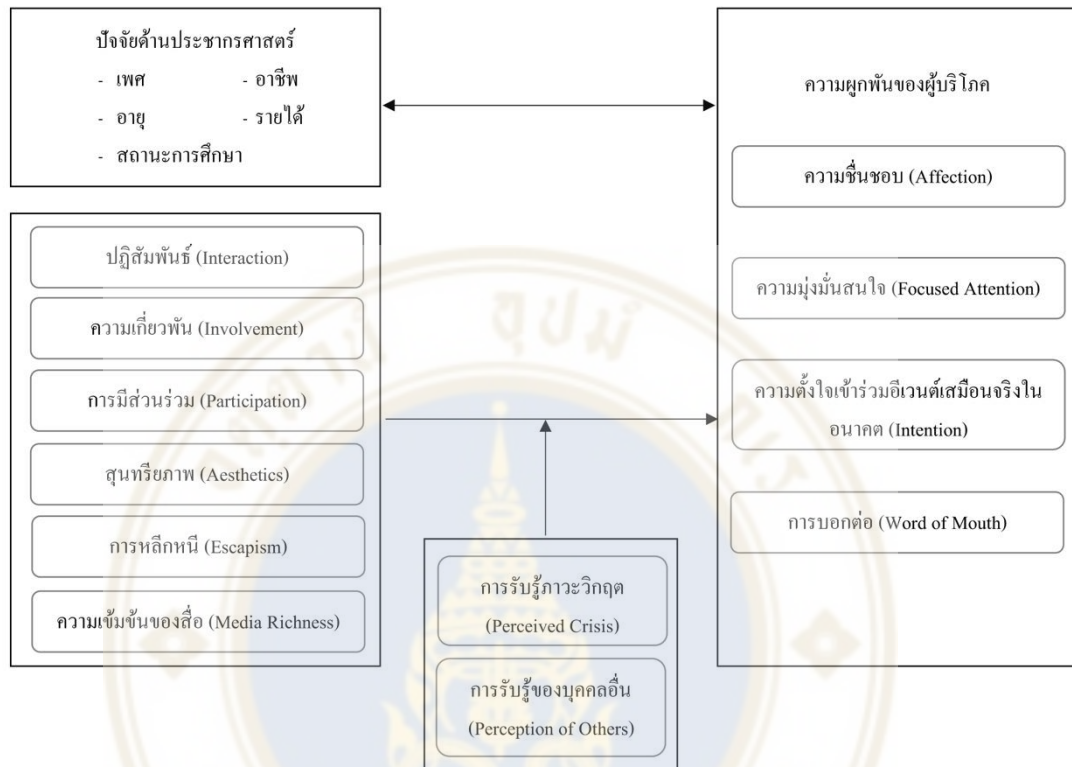 ปัจจัยด้านประชากรศาสตร์
- เพศ - อาชีพ
- อายุ - รายได้
- สถานะการศึกษา
ปฏิสัมพันธ์ (Interaction)
ความเกี่ยวพัน (Involvement)
การมีส่วนร่วม (Participation)
สุนทรียภาพ (Aesthetics)
การหลีกหนี (Escapism)
ความเข้มข้นของสื่อ (Media Richness)
การรับรู้ภาวะวิกฤต
(Perceived Crisis)
การรับรู้ของบุคคลอื่น
(Perception of Others)
ความผูกพันของผู้บริโภค
ความชื่นชอบ (Affection)
ความมุ่งมั่นสนใจ (Focused Attention)
ความตั้งใจเข้าร่วมอีเวนต์เสมือนจริงใน
อนาคต (Intention)
การบอกต่อ (Word of Mouth)